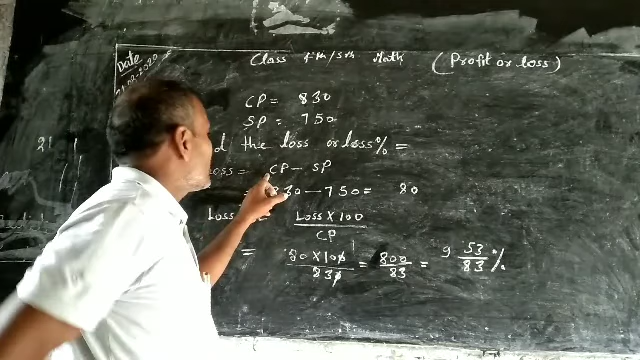 Date
Class 4th/5th Math (Profit or loss)
CP = 830
SP = 750
the loss or loss% =
Loss = CP - SP
= 830 - 750 = 80
Loss Loss × 100 / CP
= 80 × 100 / 830 = 800 / 83 = 9 53/83 %